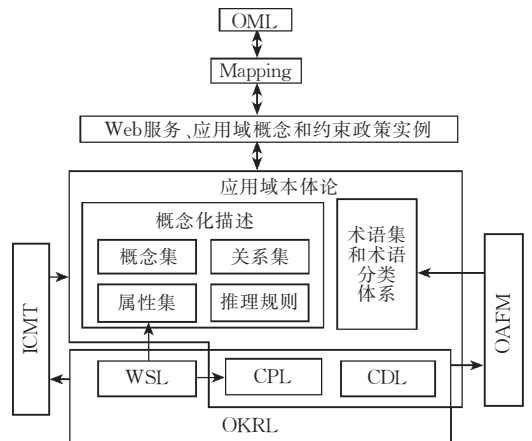 OML
Mapping
Web服务、应用域概念和约束政策实例
应用域本体论
概念化描述
概念集
关系集
属性集
推理规则
术语集
和术语
分类
体系
ICMT
OAFM
WSL
CPL
CDL
OKRL